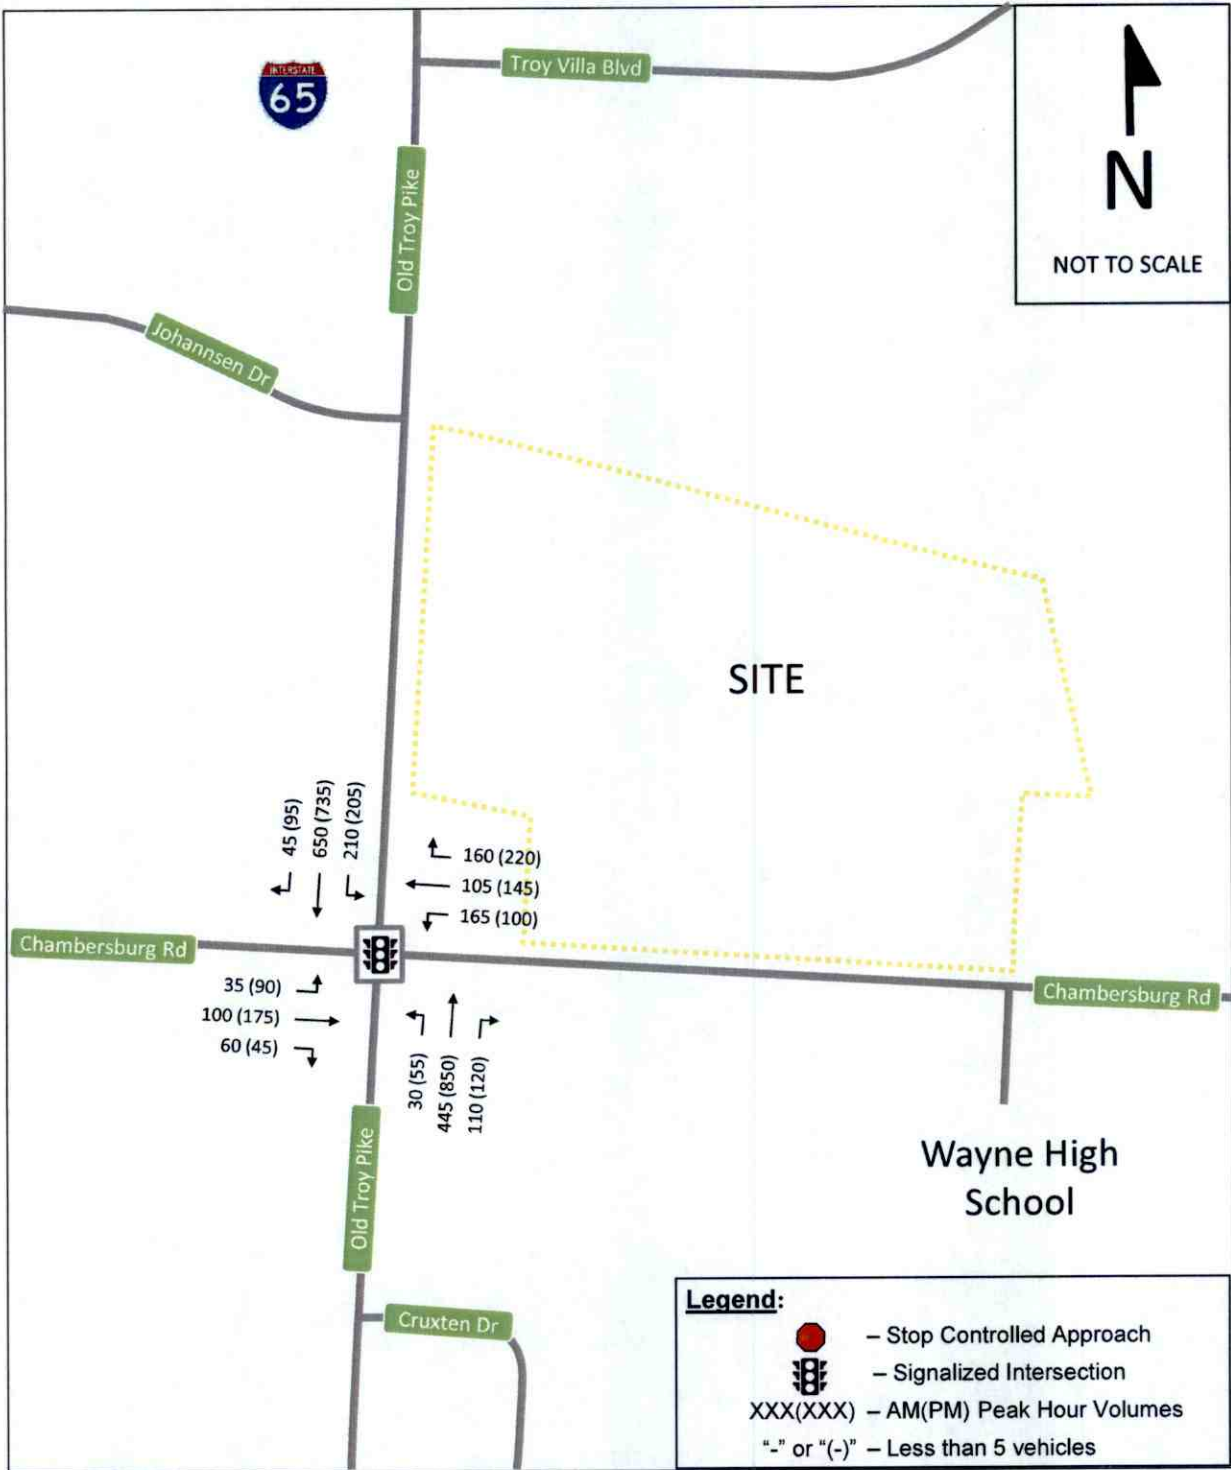 Troy Villa Blvd
INTERSTATE
65
N
NOT TO SCALE
Old Troy Pike
Johannsen Dr
SITE
45 (95)
650 (735)
210 (205)
160 (220)
105 (145)
165 (100)
Chambersburg Rd
Chambersburg Rd
35 (90)
100 (175)
60 (45)
30 (55)
445 (850)
110 (120)
Old Troy Pike
Wayne High
School
Cruxten Dr
Legend:
– Stop Controlled Approach
– Signalized Intersection
XXX(XXX) – AM(PM) Peak Hour Volumes
"-" or "(-)" – Less than 5 vehicles